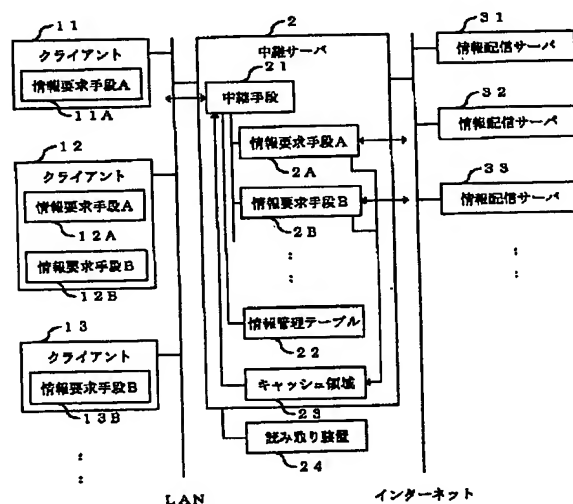 11
クライアント
情報要求手段A
11A
12
クライアント
情報要求手段A
12A
情報要求手段B
12B
13
クライアント
情報要求手段B
13B
LAN
2
中継サーバ
21
中継手段
情報要求手段A
2A
情報要求手段B
2B
情報管理テーブル
22
キャッシュ領域
23
読み取り装置
24
31
情報配信サーバ
32
情報配信サーバ
33
情報配信サーバ
インターネット